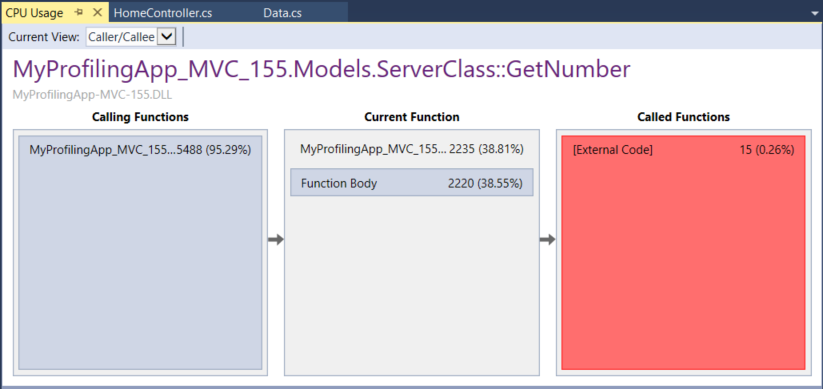 CPU Usage HomeController.cs Data.cs
Current View: Caller/Callee
MyProfilingApp_MVC_155.Models.ServerClass::GetNumber
MyProfilingApp-MVC-155.DLL
Calling Functions Current Function Called Functions
MyProfilingApp_MVC_155...5488 (95.29%) MyProfilingApp_MVC_155... 2235 (38.81%) [External Code] 15 (0.26%)
Function Body 2220 (38.55%)